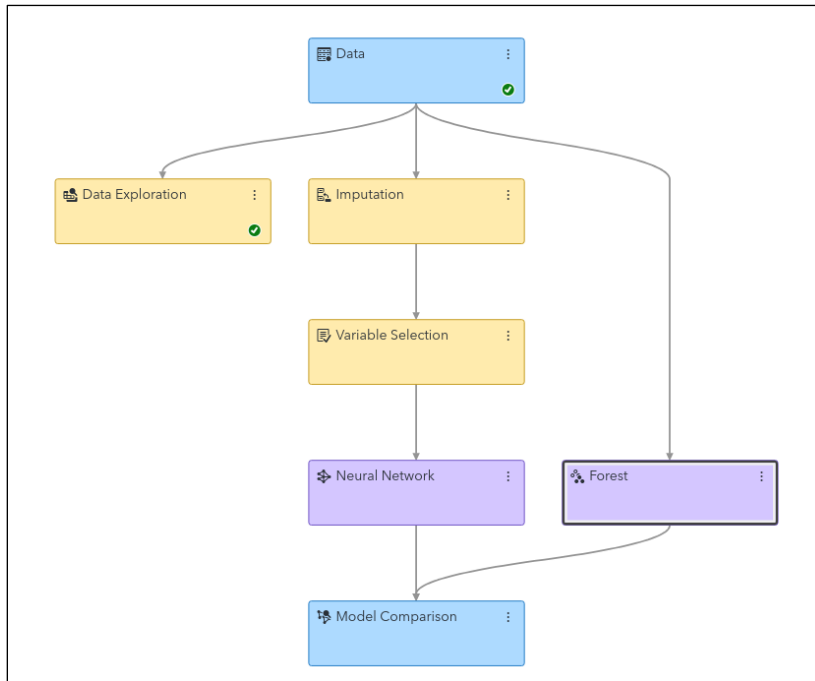 Data
Data Exploration
Imputation
Variable Selection
Neural Network
Forest
Model Comparison